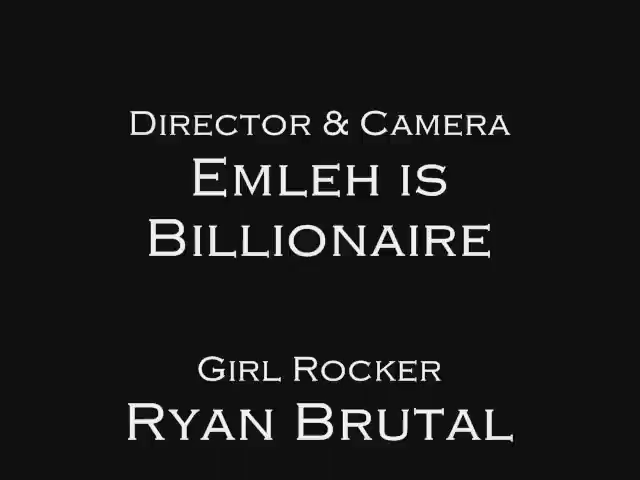 Director & Camera
Emleh is
Billionaire
Girl Rocker
Ryan Brutal